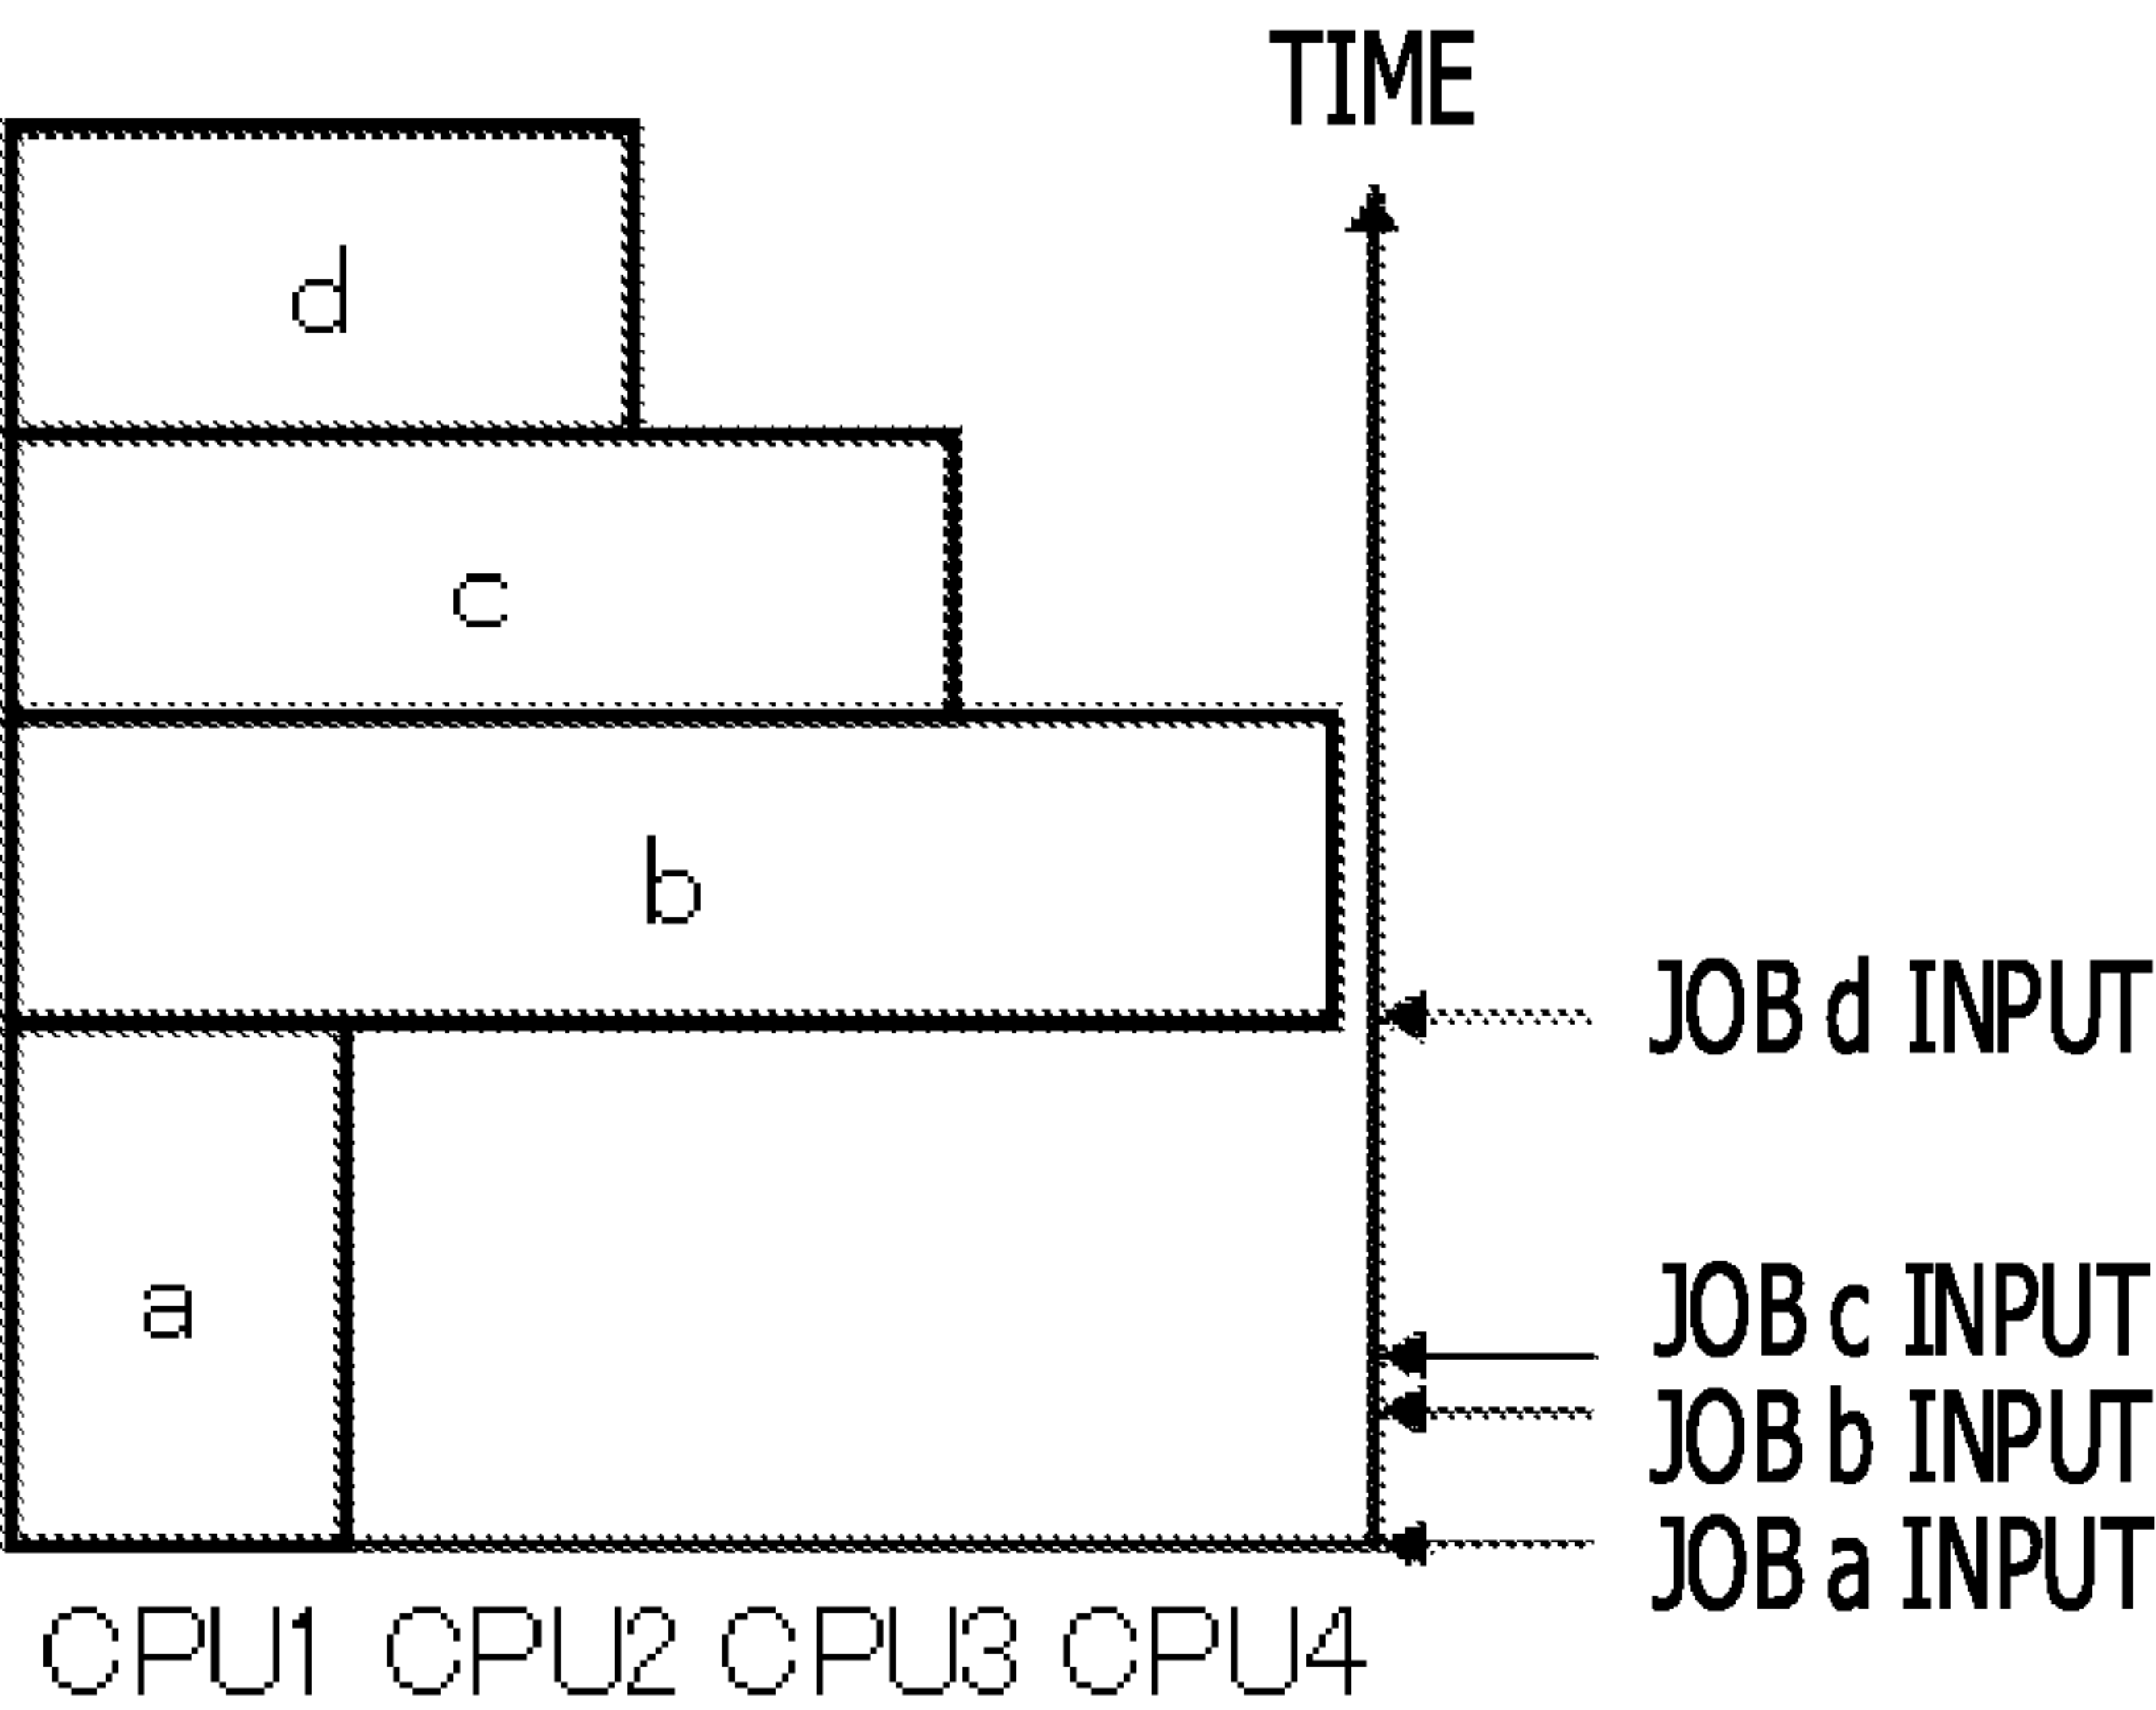 TIME
d
c
b
JOB d INPUT
a
JOB c INPUT
JOB b INPUT
JOB a INPUT
CPU1 CPU2 CPU3 CPU4